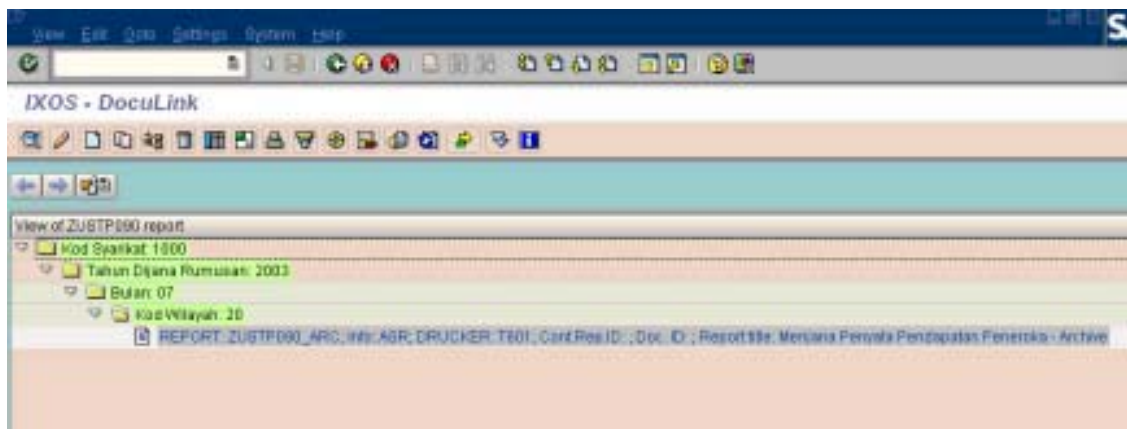 View Edit Goto Settings System Help
IXOS - DocuLink
View of ZUSTP090 report
Kod Syarikat: 1000
Tahun Dijana Rumusan: 2003
Bulan: 07
Kod Wilayah: 20
REPORT: ZUSTP090_ARC, Info: AGR, DRUCKER: T601, Cont.Res.ID: ; Doc. ID: ; Report title: Menjana Penyata Pendapatan Peneroka - Archive